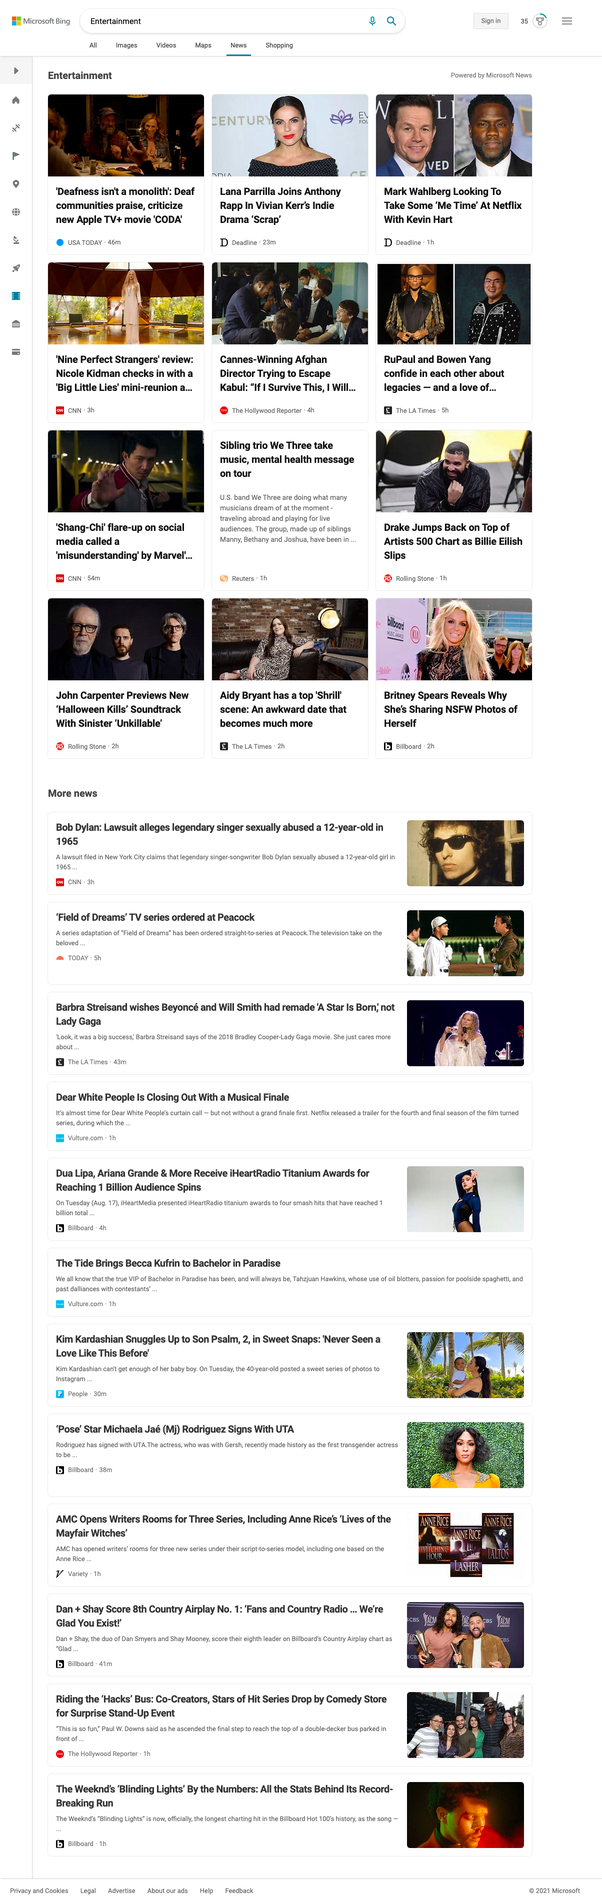 Microsoft Bing
Entertainment
Sign in
35
All Images Videos Maps News Shopping
Entertainment
Powered by Microsoft News
'Deafness isn't a monolith': Deaf
communities praise, criticize
new Apple TV+ movie 'CODA'
USA TODAY · 46m
CENTURY
Lana Parrilla Joins Anthony
Rapp In Vivian Kerr's Indie
Drama 'Scrap'
Deadline · 23m
Mark Wahlberg Looking To
Take Some 'Me Time' At Netflix
With Kevin Hart
Deadline · 1h
'Nine Perfect Strangers' review:
Nicole Kidman checks in with a
'Big Little Lies' mini-reunion a...
CNN · 3h
Cannes-Winning Afghan
Director Trying to Escape
Kabul: "If I Survive This, I Will...
The Hollywood Reporter · 4h
RuPaul and Bowen Yang
confide in each other about
legacies — and a love of...
The LA Times · 5h
'Shang-Chi' flare-up on social
media called a
'misunderstanding' by Marvel'...
CNN · 54m
Sibling trio We Three take
music, mental health message
on tour
U.S. band We Three are doing what many
musicians dream of at the moment -
traveling abroad and playing for live
audiences. The group, made up of siblings
Manny, Bethany and Joshua, have been in ...
Reuters · 1h
Drake Jumps Back on Top of
Artists 500 Chart as Billie Eilish
Slips
Rolling Stone · 1h
John Carpenter Previews New
'Halloween Kills' Soundtrack
With Sinister 'Unkillable'
Rolling Stone · 2h
Aidy Bryant has a top 'Shrill'
scene: An awkward date that
becomes much more
The LA Times · 2h
billboard
Britney Spears Reveals Why
She's Sharing NSFW Photos of
Herself
Billboard · 2h
More news
Bob Dylan: Lawsuit alleges legendary singer sexually abused a 12-year-old in
1965
A lawsuit filed in New York City claims that legendary singer-songwriter Bob Dylan sexually abused a 12-year-old girl in
1965 ...
CNN · 3h
'Field of Dreams' TV series ordered at Peacock
A series adaptation of "Field of Dreams" has been ordered straight-to-series at Peacock.The television take on the
beloved ...
TODAY · 5h
Barbra Streisand wishes Beyoncé and Will Smith had remade 'A Star Is Born,' not
Lady Gaga
'Look, it was a big success,' Barbra Streisand says of the 2018 Bradley Cooper-Lady Gaga movie. She just cares more
about ...
The LA Times · 43m
Dear White People Is Closing Out With a Musical Finale
It's almost time for Dear White People's curtain call — but not without a grand finale first. Netflix released a trailer for the fourth and final season of the film turned
series, during which the ...
Vulture.com · 1h
Dua Lipa, Ariana Grande & More Receive iHeartRadio Titanium Awards for
Reaching 1 Billion Audience Spins
On Tuesday (Aug. 17), iHeartMedia presented iHeartRadio titanium awards to four smash hits that have reached 1
billion total ...
Billboard · 4h
The Tide Brings Becca Kufrin to Bachelor in Paradise
We all know that the true VIP of Bachelor in Paradise has been, and will always be, Tahzjuan Hawkins, whose use of oil blotters, passion for poolside spaghetti, and
past dalliances with contestants' ...
Vulture.com · 1h
Kim Kardashian Snuggles Up to Son Psalm, 2, in Sweet Snaps: 'Never Seen a
Love Like This Before'
Kim Kardashian can't get enough of her baby boy. On Tuesday, the 40-year-old posted a sweet series of photos to
Instagram ...
People · 30m
'Pose' Star Michaela Jaé (Mj) Rodriguez Signs With UTA
Rodriguez has signed with UTA.The actress, who was with Gersh, recently made history as the first transgender actress
to be ...
Billboard · 38m
AMC Opens Writers Rooms for Three Series, Including Anne Rice's 'Lives of the
Mayfair Witches'
AMC has opened writers' rooms for three new series under their script-to-series model, including one based on the
Anne Rice ...
Variety · 1h
ANNE RICE
ANNE RICE
ANNE RICE
LASHER
TALTOS
Dan + Shay Score 8th Country Airplay No. 1: 'Fans and Country Radio ... We're
Glad You Exist!'
Dan + Shay, the duo of Dan Smyers and Shay Mooney, score their eighth leader on Billboard's Country Airplay chart as
"Glad ...
Billboard · 41m
Riding the 'Hacks' Bus: Co-Creators, Stars of Hit Series Drop by Comedy Store
for Surprise Stand-Up Event
"This is so fun," Paul W. Downs said as he ascended the final step to reach the top of a double-decker bus parked in
front of ...
The Hollywood Reporter · 1h
The Weeknd's 'Blinding Lights' By the Numbers: All the Stats Behind Its Record-
Breaking Run
The Weeknd's "Blinding Lights" is now, officially, the longest charting hit in the Billboard Hot 100's history, as the song —
...
Billboard · 1h
Privacy and Cookies Legal Advertise About our ads Help Feedback
© 2021 Microsoft